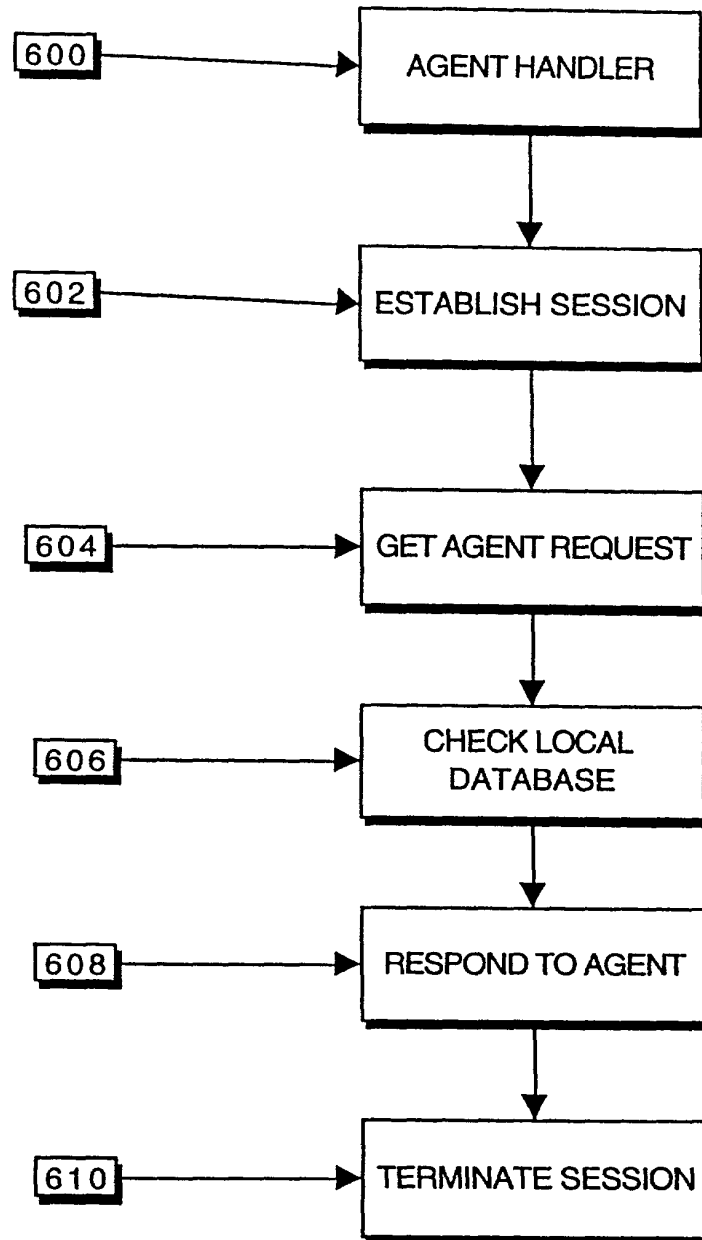 600
AGENT HANDLER
602
ESTABLISH SESSION
604
GET AGENT REQUEST
606
CHECK LOCAL
DATABASE
608
RESPOND TO AGENT
610
TERMINATE SESSION